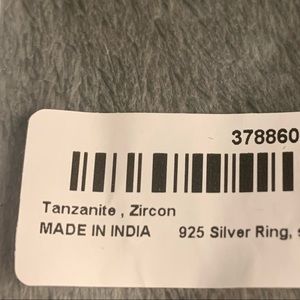 378860
Tanzanite , Zircon
MADE IN INDIA 925 Silver Ring,